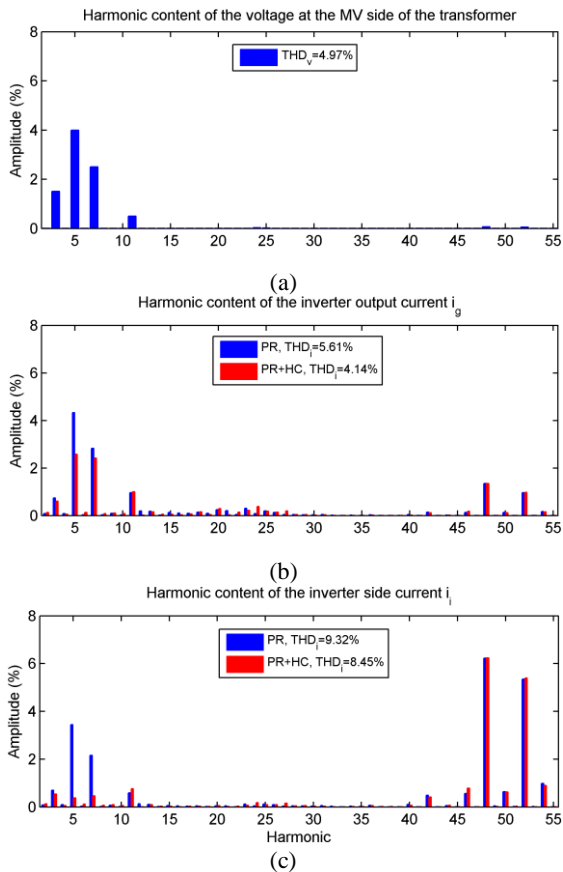 Harmonic content of the voltage at the MV side of the transformer
8
THD_v=4.97%
6
4
2
0
Amplitude (%)
5 10 15 20 25 30 35 40 45 50 55
(a)
Harmonic content of the inverter output current i_g
8
PR, THD_i=5.61%
PR+HC, THD_i=4.14%
6
4
2
0
Amplitude (%)
5 10 15 20 25 30 35 40 45 50 55
(b)
Harmonic content of the inverter side current i_i
8
PR, THD_i=9.32%
PR+HC, THD_i=8.45%
6
4
2
0
Amplitude (%)
5 10 15 20 25 30 35 40 45 50 55
Harmonic
(c)